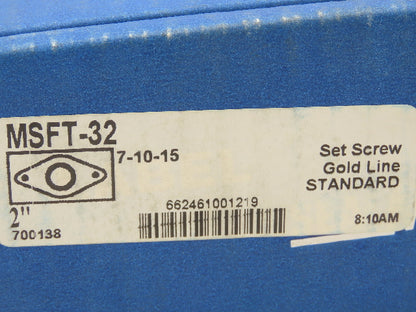 MSFT-32
7-10-15
Set Screw
Gold Line
STANDARD
2"
700138
662461001219
8:10AM